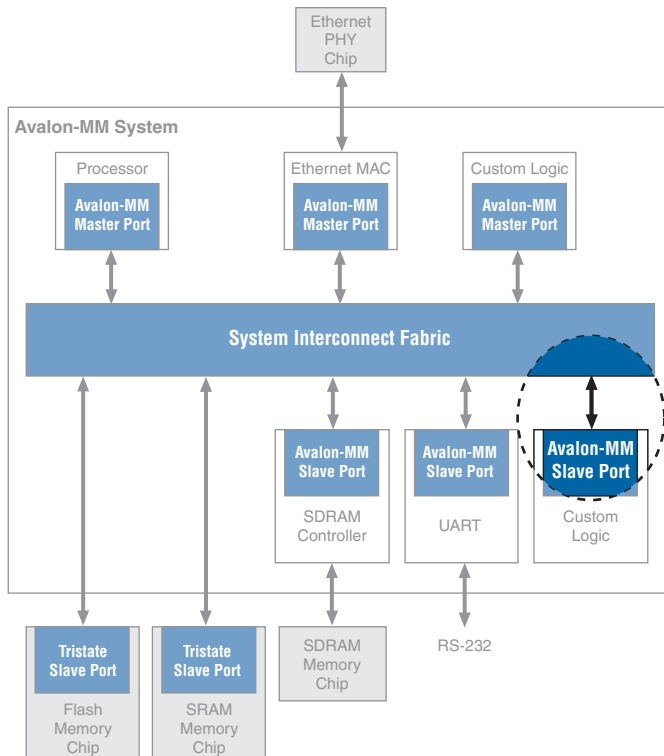 Ethernet
PHY
Chip
Avalon-MM System
Processor
Avalon-MM
Master Port
Ethernet MAC
Avalon-MM
Master Port
Custom Logic
Avalon-MM
Master Port
System Interconnect Fabric
Avalon-MM
Slave Port
SDRAM
Controller
Avalon-MM
Slave Port
UART
Avalon-MM
Slave Port
Custom
Logic
Tristate
Slave Port
Flash
Memory
Chip
Tristate
Slave Port
SRAM
Memory
Chip
SDRAM
Memory
Chip
RS-232